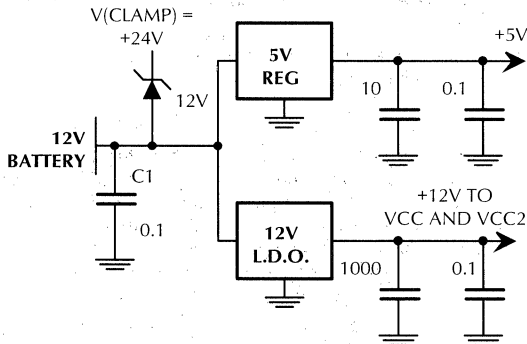 V(CLAMP) =
+24V
12V
12V
BATTERY
C1
0.1
5V
REG
+5V
10
0.1
12V
L.D.O.
+12V TO
VCC AND VCC2
1000
0.1